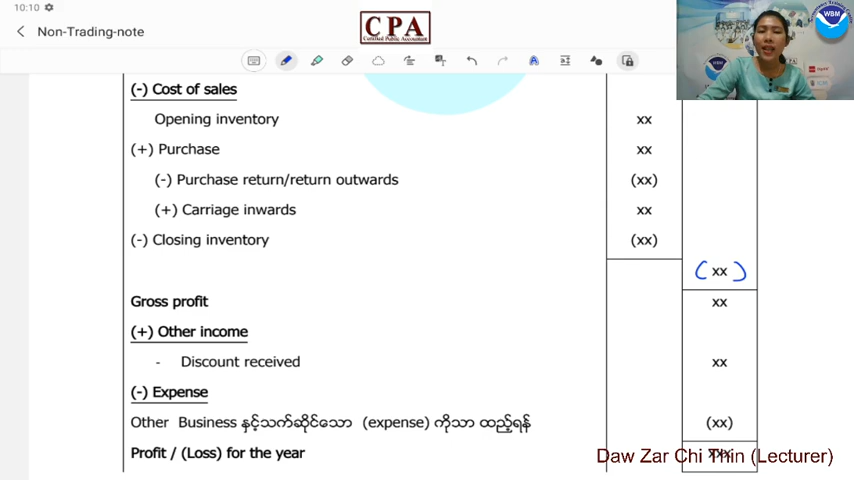 10:10
Non-Trading-note
CPA
Certified Public Accountant
WBM
(-) Cost of sales
Opening inventory xx
(+) Purchase xx
(-) Purchase return/return outwards (xx)
(+) Carriage inwards xx
(-) Closing inventory (xx)
(xx)
Gross profit xx
(+) Other income
- Discount received xx
(-) Expense
Other Business နှင့်သက်ဆိုင်သော (expense) ကိုသာ ထည့်ရန် (xx)
Profit / (Loss) for the year
Daw Zar Chi Thin (Lecturer)